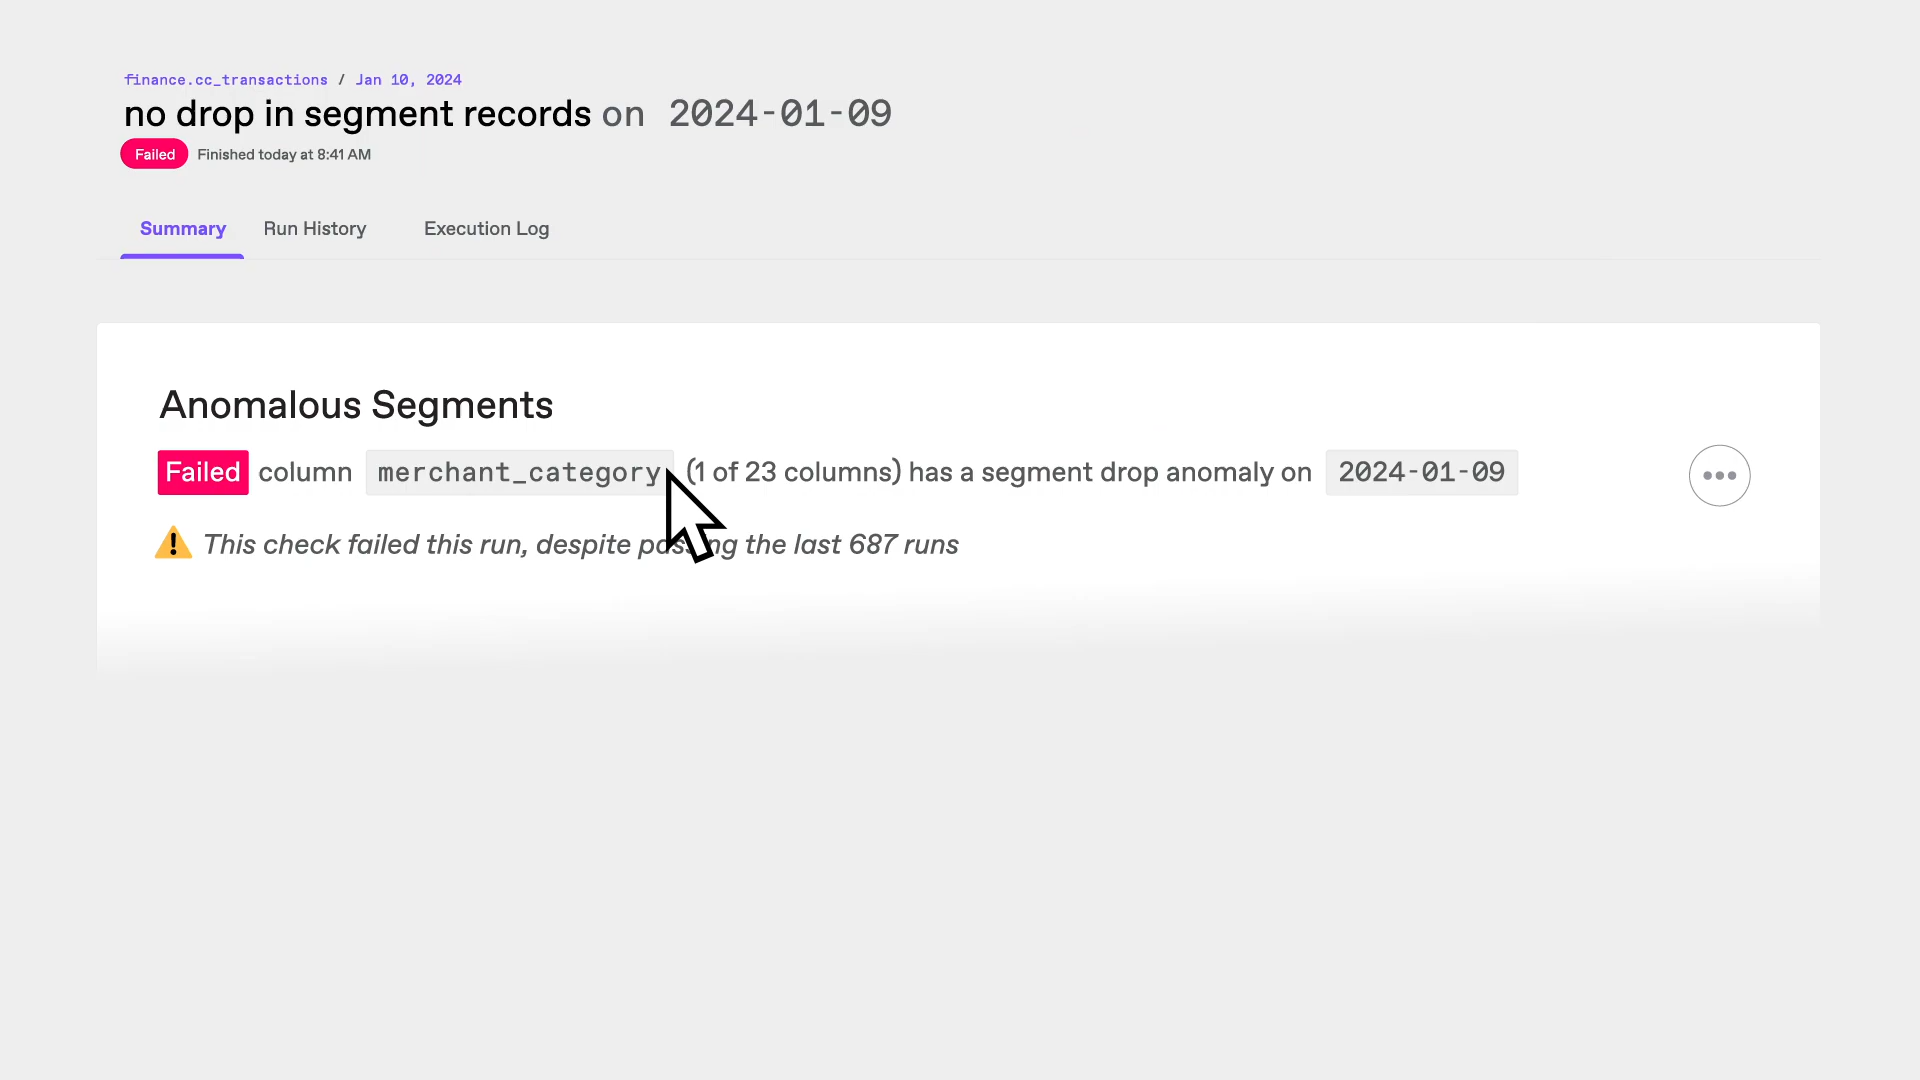 finance.cc_transactions / Jan 10, 2024
no drop in segment records on 2024-01-09
Failed Finished today at 8:41 AM
Summary Run History Execution Log
Anomalous Segments
Failed column merchant_category (1 of 23 columns) has a segment drop anomaly on 2024-01-09
This check failed this run, despite passing the last 687 runs